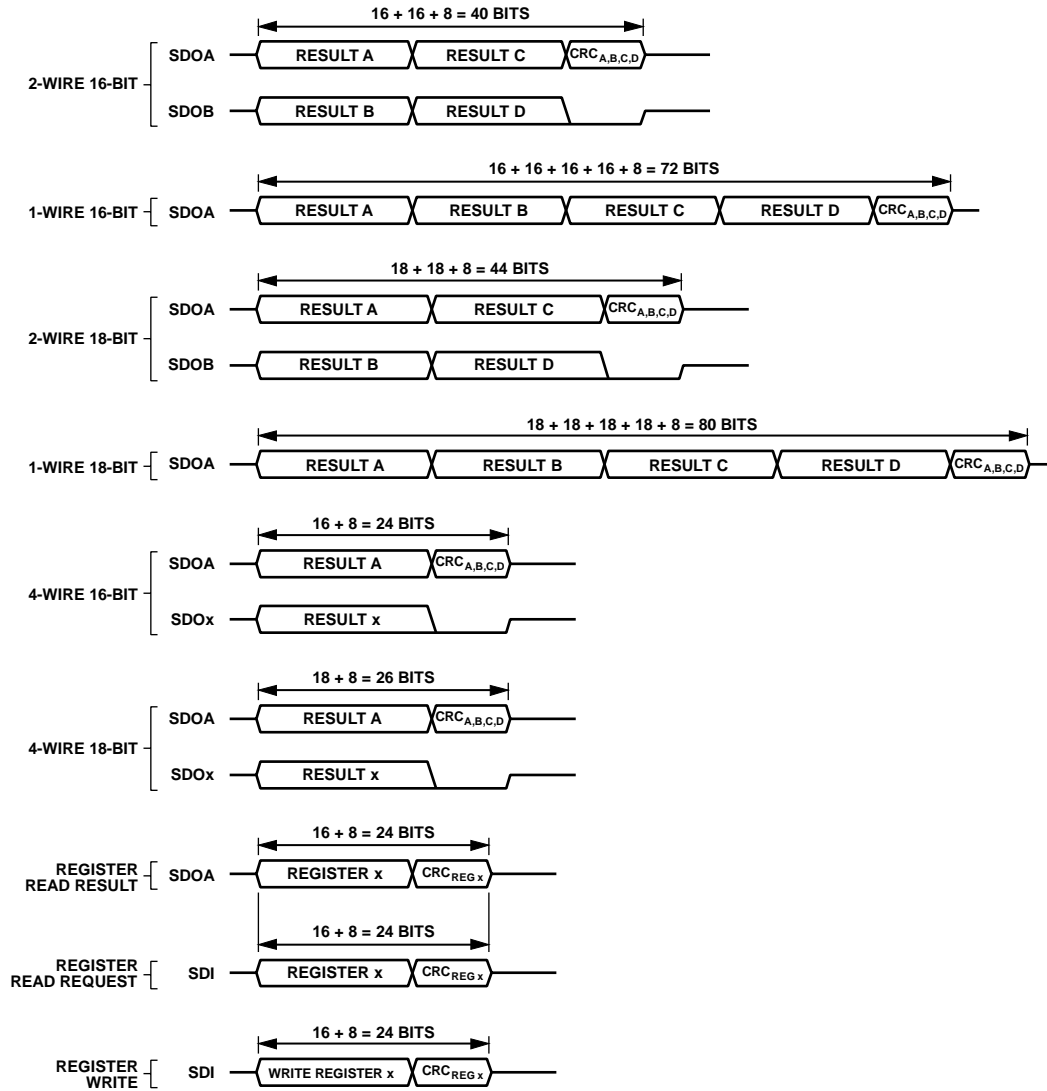 16 + 16 + 8 = 40 BITS
SDOA RESULT A RESULT C CRCA,B,C,D
2-WIRE 16-BIT
SDOB RESULT B RESULT D
16 + 16 + 16 + 16 + 8 = 72 BITS
1-WIRE 16-BIT SDOA RESULT A RESULT B RESULT C RESULT D CRCA,B,C,D
18 + 18 + 8 = 44 BITS
SDOA RESULT A RESULT C CRCA,B,C,D
2-WIRE 18-BIT
SDOB RESULT B RESULT D
18 + 18 + 18 + 18 + 8 = 80 BITS
1-WIRE 18-BIT SDOA RESULT A RESULT B RESULT C RESULT D CRCA,B,C,D
16 + 8 = 24 BITS
SDOA RESULT A CRCA,B,C,D
4-WIRE 16-BIT
SDOx RESULT x
18 + 8 = 26 BITS
SDOA RESULT A CRCA,B,C,D
4-WIRE 18-BIT
SDOx RESULT x
16 + 8 = 24 BITS
REGISTER
READ RESULT SDOA REGISTER x CRCREG x
16 + 8 = 24 BITS
REGISTER
READ REQUEST SDI REGISTER x CRCREG x
16 + 8 = 24 BITS
REGISTER
WRITE SDI WRITE REGISTER x CRCREG x